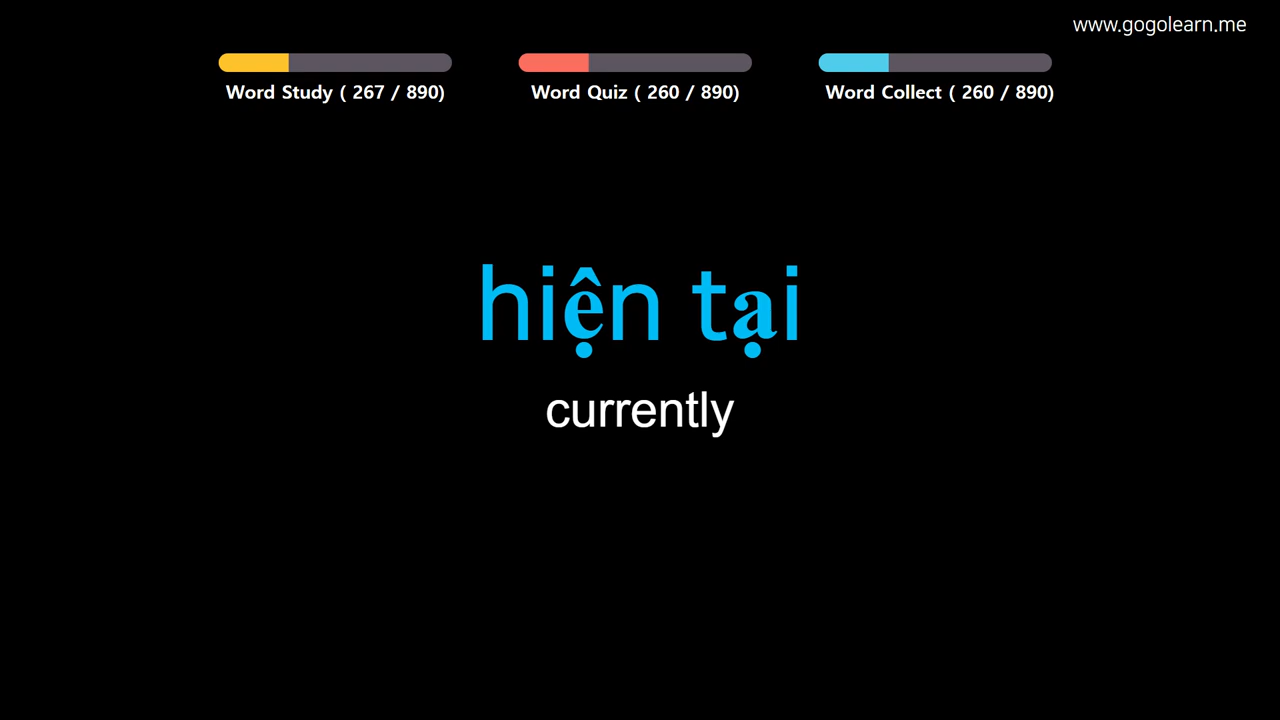 www.gogolearn.me
Word Study ( 267 / 890)
Word Quiz ( 260 / 890)
Word Collect ( 260 / 890)
hiện tại
currently